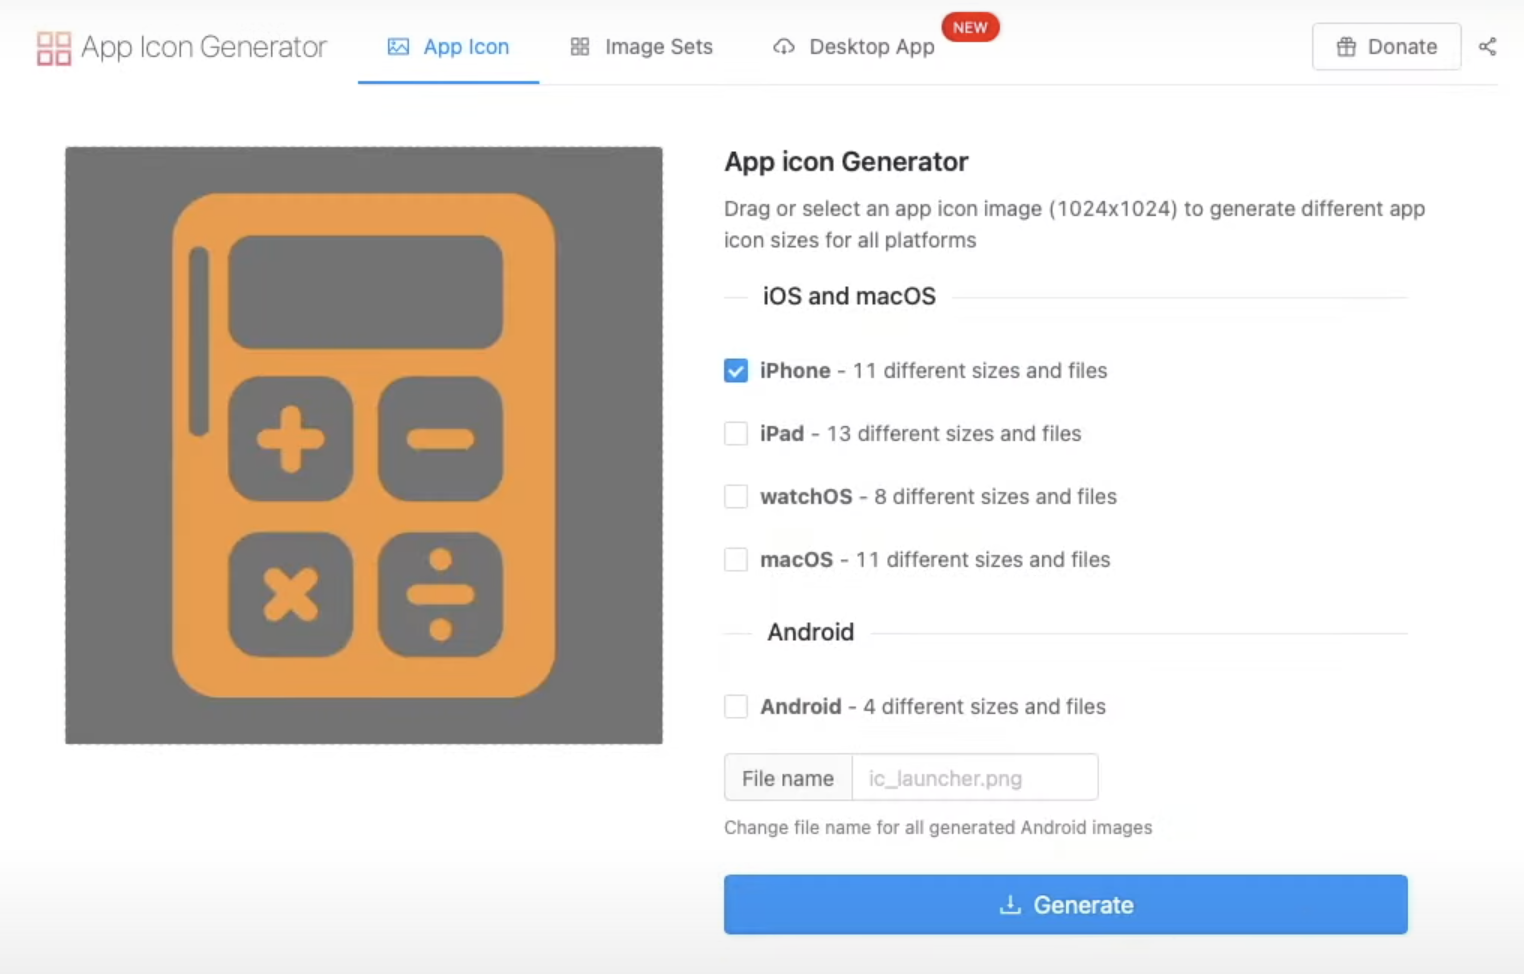 App Icon Generator
App Icon
Image Sets
Desktop App
NEW
Donate
App icon Generator
Drag or select an app icon image (1024x1024) to generate different app
icon sizes for all platforms
iOS and macOS
iPhone - 11 different sizes and files
iPad - 13 different sizes and files
watchOS - 8 different sizes and files
macOS - 11 different sizes and files
Android
Android - 4 different sizes and files
File name
ic_launcher.png
Change file name for all generated Android images
Generate